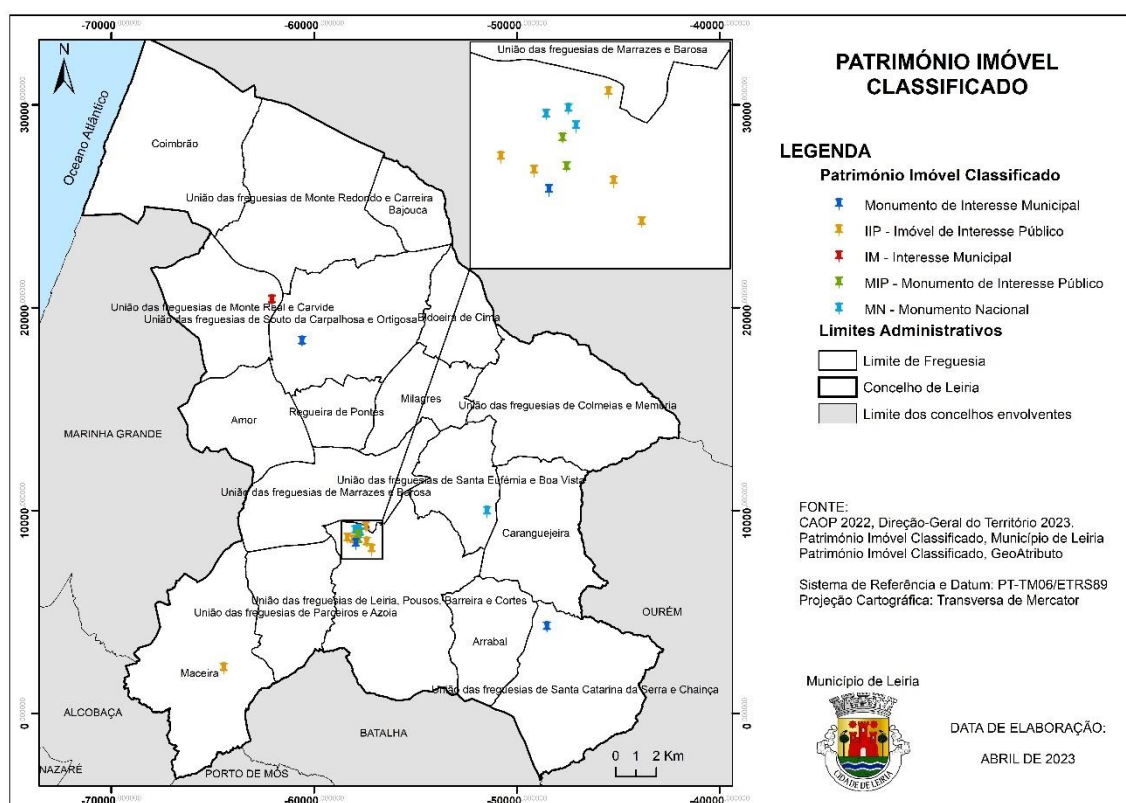 -70000 -60000 -50000 -40000
N
30000
20000
10000
0
Oceano Atlântico
Coimbrão
União das freguesias de Monte Redondo e Carreira
Bajouca
União das freguesias de Monte Real e Carvide
União das freguesias de Souto da Carpalhosa e Ortigosa
Bidoeira de Cima
Amor
Regueira de Pontes
Milagres
União das freguesias de Colmeias e Memória
MARINHA GRANDE
União das freguesias de Santa Eufémia e Boa Vista
União das freguesias de Marrazes e Barosa
Caranguejeira
União das freguesias de Leiria, Pousos, Barreira e Cortes
União das freguesias de Parceiros e Azoia
OURÉM
Arrabal
Maceira
União das freguesias de Santa Catarina da Serra e Chainça
ALCOBAÇA
BATALHA
NAZARÉ
PORTO DE MÓS
0 1 2 Km
-70000 -60000 -50000 -40000
30000
20000
10000
0
União das freguesias de Marrazes e Barosa
PATRIMÓNIO IMÓVEL
CLASSIFICADO
LEGENDA
Património Imóvel Classificado
Monumento de Interesse Municipal
IIP - Imóvel de Interesse Público
IM - Interesse Municipal
MIP - Monumento de Interesse Público
MN - Monumento Nacional
Limites Administrativos
Limite de Freguesia
Concelho de Leiria
Limite dos concelhos envolventes
FONTE:
CAOP 2022, Direção-Geral do Território 2023.
Património Imóvel Classificado, Município de Leiria
Património Imóvel Classificado, GeoAtributo
Sistema de Referência e Datum: PT-TM06/ETRS89
Projeção Cartográfica: Transversa de Mercator
Município de Leiria
CIDADE DE LEIRIA
DATA DE ELABORAÇÃO:
ABRIL DE 2023